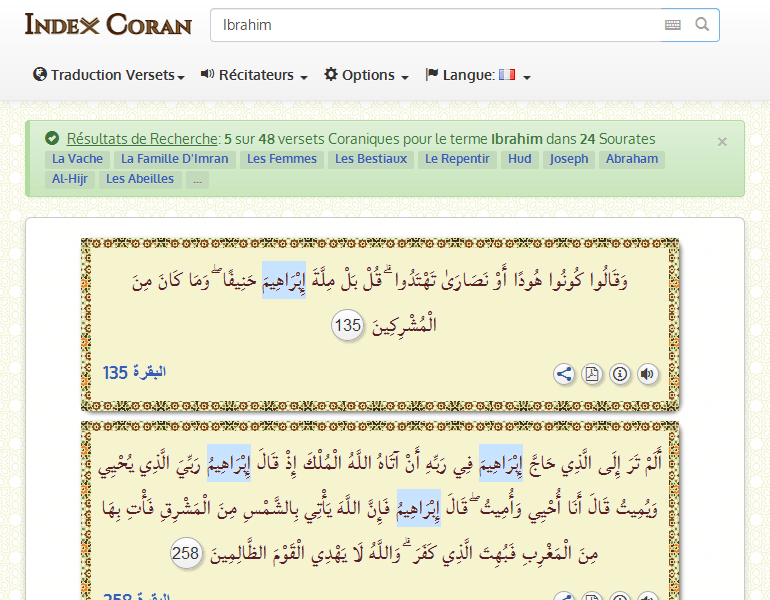 INDEX CORAN
Ibrahim
Traduction Versets
Récitateurs
Options
Langue:
Résultats de Recherche: 5 sur 48 versets Coraniques pour le terme Ibrahim dans 24 Sourates ×
La Vache La Famille D'Imran Les Femmes Les Bestiaux Le Repentir Hud Joseph Abraham
Al-Hijr Les Abeilles ...
وَقَالُوا كُونُوا هُودًا أَوْ نَصَارَىٰ تَهْتَدُوا ۗ قُلْ بَلْ مِلَّةَ إِبْرَاهِيمَ حَنِيفًا ۖ وَمَا كَانَ مِنَ
الْمُشْرِكِينَ 135
البقرة 135
أَلَمْ تَرَ إِلَى الَّذِي حَاجَّ إِبْرَاهِيمَ فِي رَبِّهِ أَنْ آتَاهُ اللَّهُ الْمُلْكَ إِذْ قَالَ إِبْرَاهِيمُ رَبِّيَ الَّذِي يُحْيِي
وَيُمِيتُ قَالَ أَنَا أُحْيِي وَأُمِيتُ ۖ قَالَ إِبْرَاهِيمُ فَإِنَّ اللَّهَ يَأْتِي بِالشَّمْسِ مِنَ الْمَشْرِقِ فَأْتِ بِهَا
مِنَ الْمَغْرِبِ فَبُهِتَ الَّذِي كَفَرَ ۗ وَاللَّهُ لَا يَهْدِي الْقَوْمَ الظَّالِمِينَ 258
البقرة 258